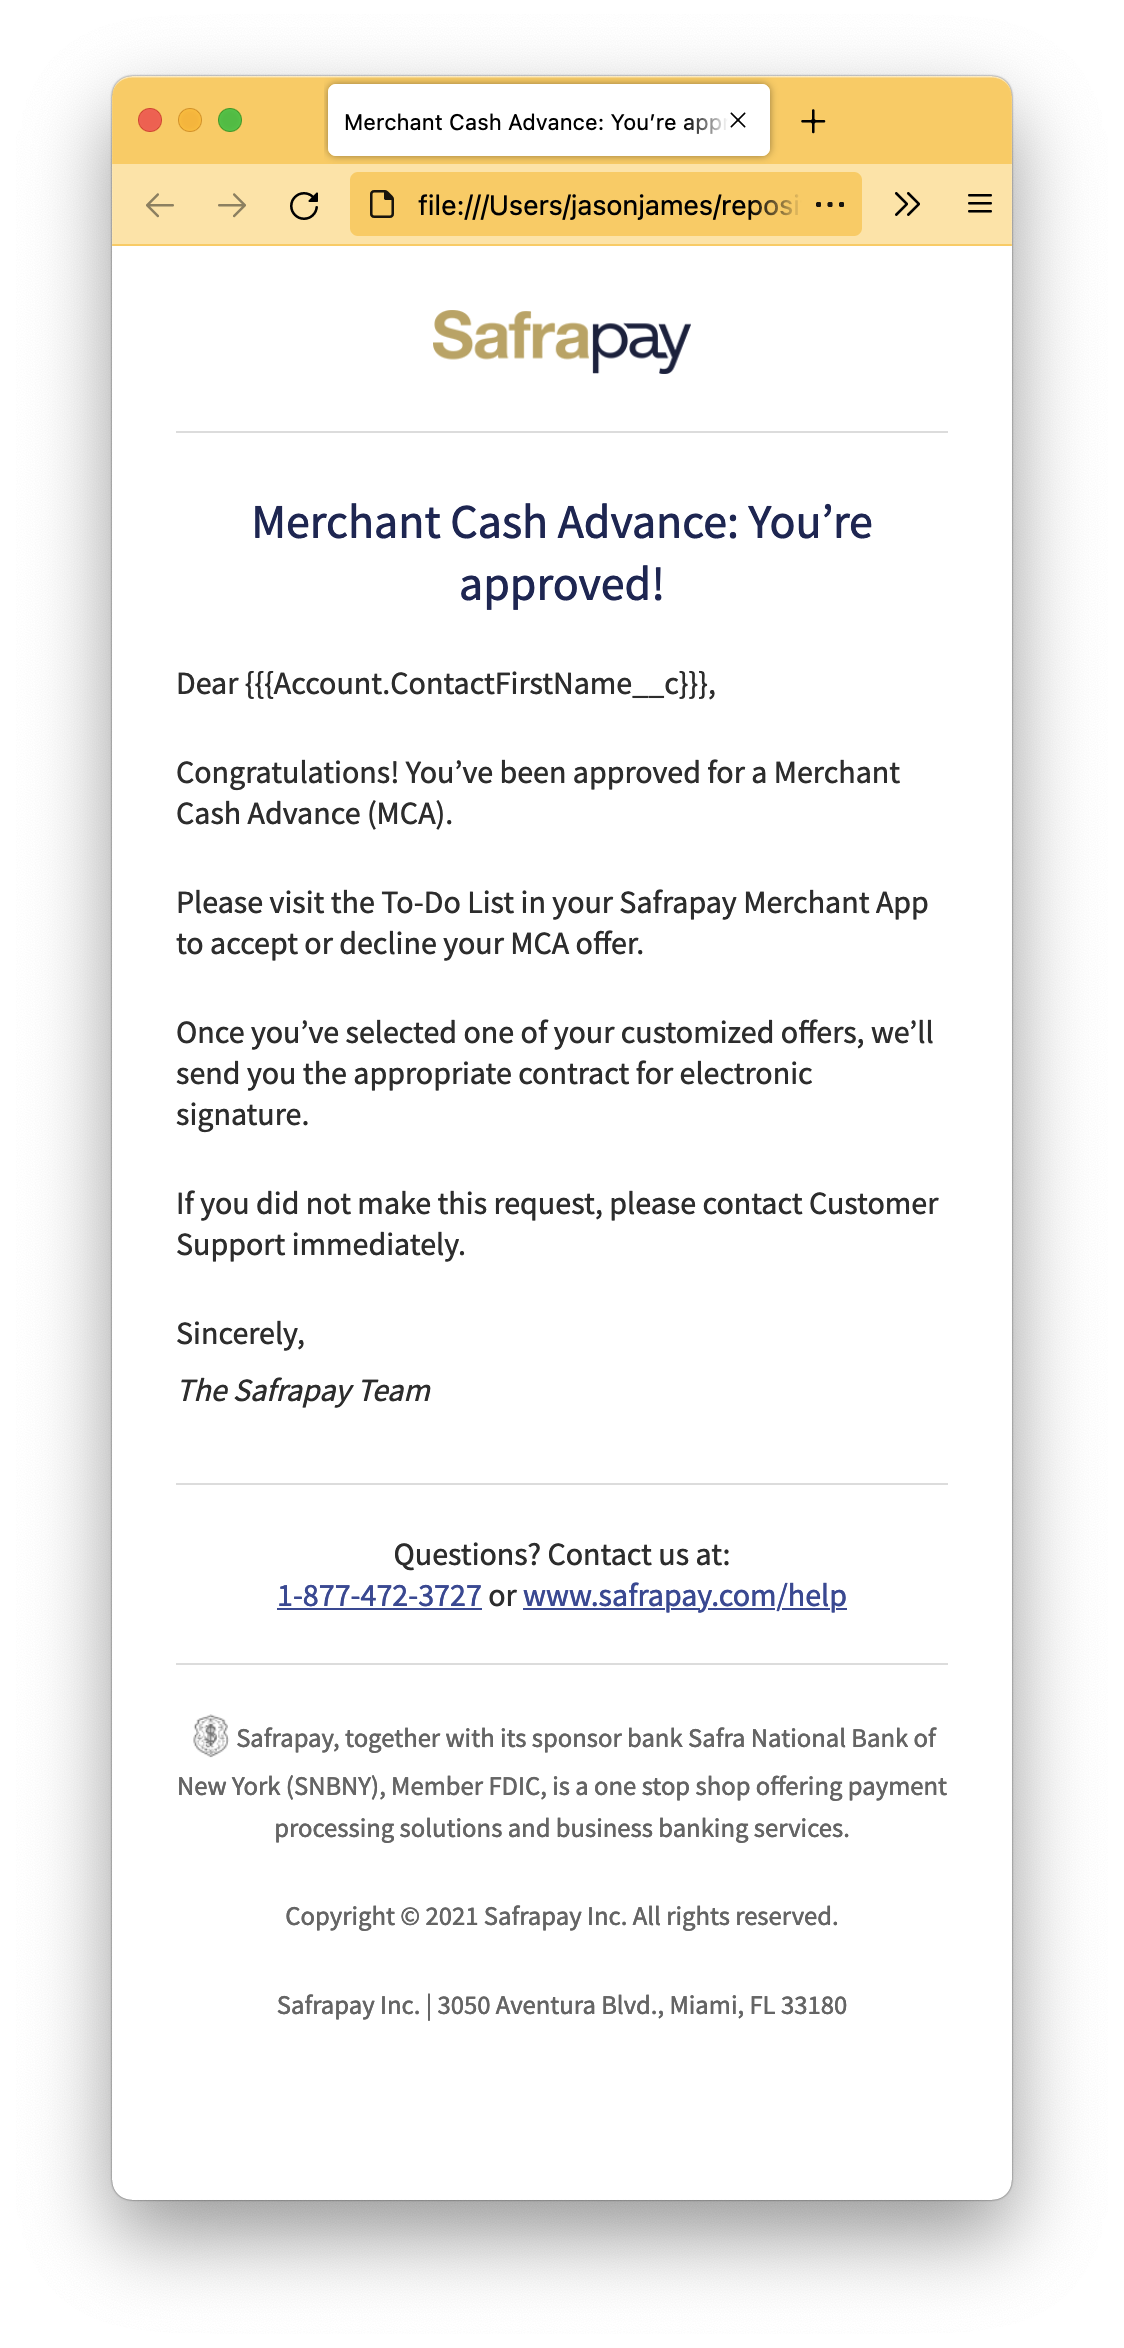 Merchant Cash Advance: You’re app
file:///Users/jasonjames/reposi
Safrapay
Merchant Cash Advance: You’re
approved!
Dear {{{Account.ContactFirstName__c}}},
Congratulations! You’ve been approved for a Merchant
Cash Advance (MCA).
Please visit the To-Do List in your Safrapay Merchant App
to accept or decline your MCA offer.
Once you’ve selected one of your customized offers, we’ll
send you the appropriate contract for electronic
signature.
If you did not make this request, please contact Customer
Support immediately.
Sincerely,
The Safrapay Team
Questions? Contact us at:
1-877-472-3727 or www.safrapay.com/help
Safrapay, together with its sponsor bank Safra National Bank of
New York (SNBNY), Member FDIC, is a one stop shop offering payment
processing solutions and business banking services.
Copyright © 2021 Safrapay Inc. All rights reserved.
Safrapay Inc. | 3050 Aventura Blvd., Miami, FL 33180